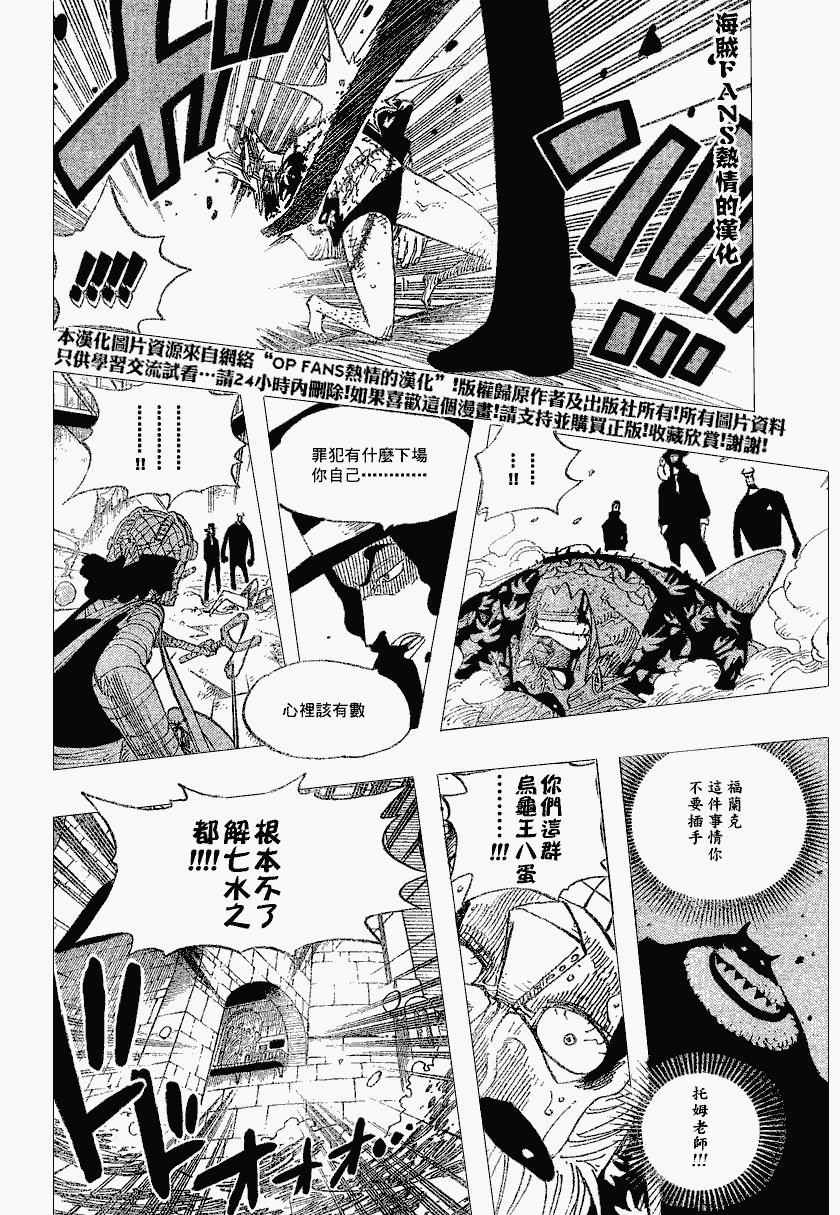 海賊FANS熱情的漢化
!!!!
本漢化圖片資源來自網絡“OP FANS熱情的漢化”!版權歸原作者及出版社所有!所有圖片資料
只供學習交流試看…請24小時內刪除!如果喜歡這個漫畫!請支持並購買正版!收藏欣賞!謝謝!
……!!
罪犯有什麼下場
你自己…………
心裡該有數
………!!
福蘭克
這件事情你
不要插手
托姆老師!!!
你們這群
烏龜王八蛋
………!!!
根本不了
解七水之
都!!!!
ドドン